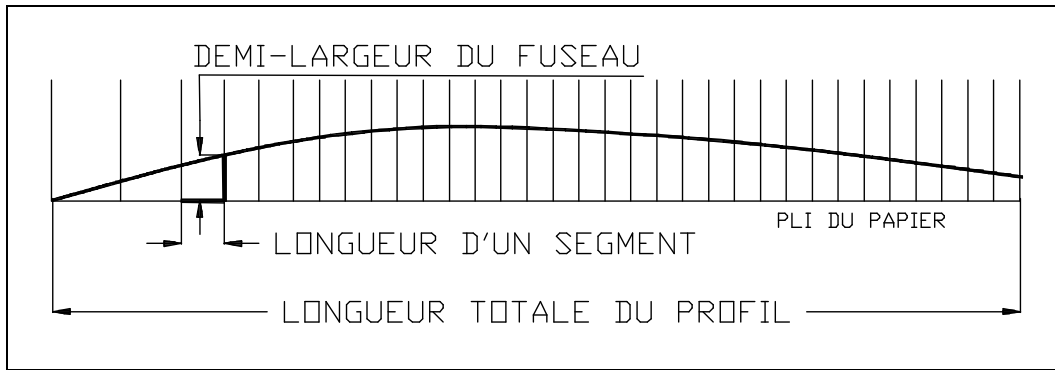 DEMI-LARGEUR DU FUSEAU
PLI DU PAPIER
LONGUEUR D'UN SEGMENT
LONGUEUR TOTALE DU PROFIL